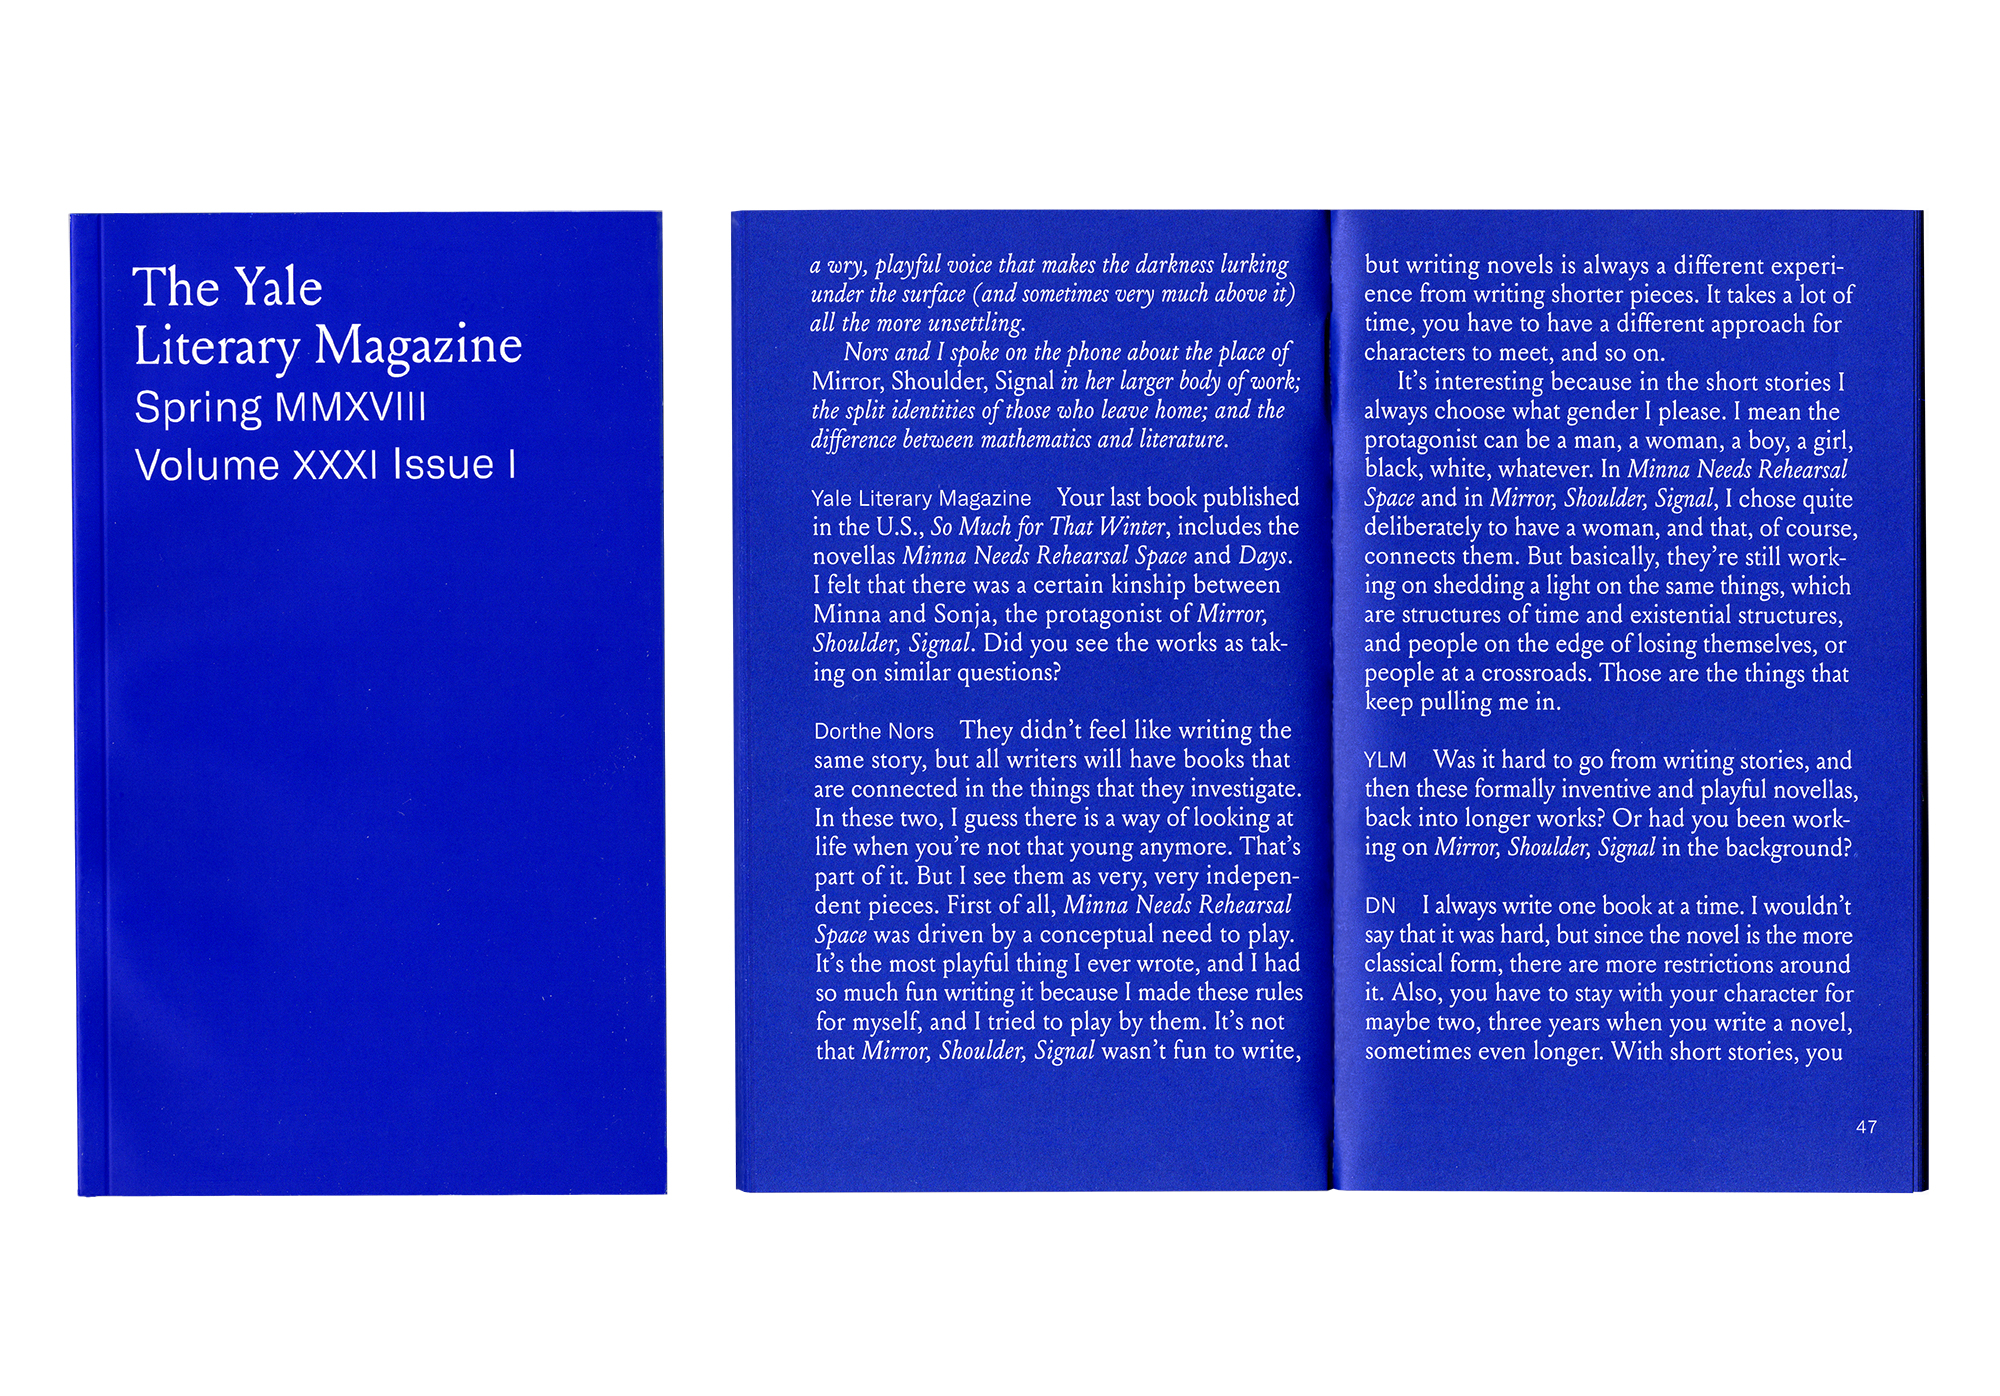 The Yale
Literary Magazine
Spring MMXVIII
Volume XXXI Issue I
a wry, playful voice that makes the darkness lurking
under the surface (and sometimes very much above it)
all the more unsettling.
Nors and I spoke on the phone about the place of
Mirror, Shoulder, Signal in her larger body of work;
the split identities of those who leave home; and the
difference between mathematics and literature.
Yale Literary Magazine Your last book published
in the U.S., So Much for That Winter, includes the
novellas Minna Needs Rehearsal Space and Days.
I felt that there was a certain kinship between
Minna and Sonja, the protagonist of Mirror,
Shoulder, Signal. Did you see the works as tak-
ing on similar questions?
Dorthe Nors They didn’t feel like writing the
same story, but all writers will have books that
are connected in the things that they investigate.
In these two, I guess there is a way of looking at
life when you’re not that young anymore. That’s
part of it. But I see them as very, very indepen-
dent pieces. First of all, Minna Needs Rehearsal
Space was driven by a conceptual need to play.
It’s the most playful thing I ever wrote, and I had
so much fun writing it because I made these rules
for myself, and I tried to play by them. It’s not
that Mirror, Shoulder, Signal wasn’t fun to write,
but writing novels is always a different experi-
ence from writing shorter pieces. It takes a lot of
time, you have to have a different approach for
characters to meet, and so on.
It’s interesting because in the short stories I
always choose what gender I please. I mean the
protagonist can be a man, a woman, a boy, a girl,
black, white, whatever. In Minna Needs Rehearsal
Space and in Mirror, Shoulder, Signal, I chose quite
deliberately to have a woman, and that, of course,
connects them. But basically, they’re still work-
ing on shedding a light on the same things, which
are structures of time and existential structures,
and people on the edge of losing themselves, or
people at a crossroads. Those are the things that
keep pulling me in.
YLM Was it hard to go from writing stories, and
then these formally inventive and playful novellas,
back into longer works? Or had you been work-
ing on Mirror, Shoulder, Signal in the background?
DN I always write one book at a time. I wouldn’t
say that it was hard, but since the novel is the more
classical form, there are more restrictions around
it. Also, you have to stay with your character for
maybe two, three years when you write a novel,
sometimes even longer. With short stories, you
47